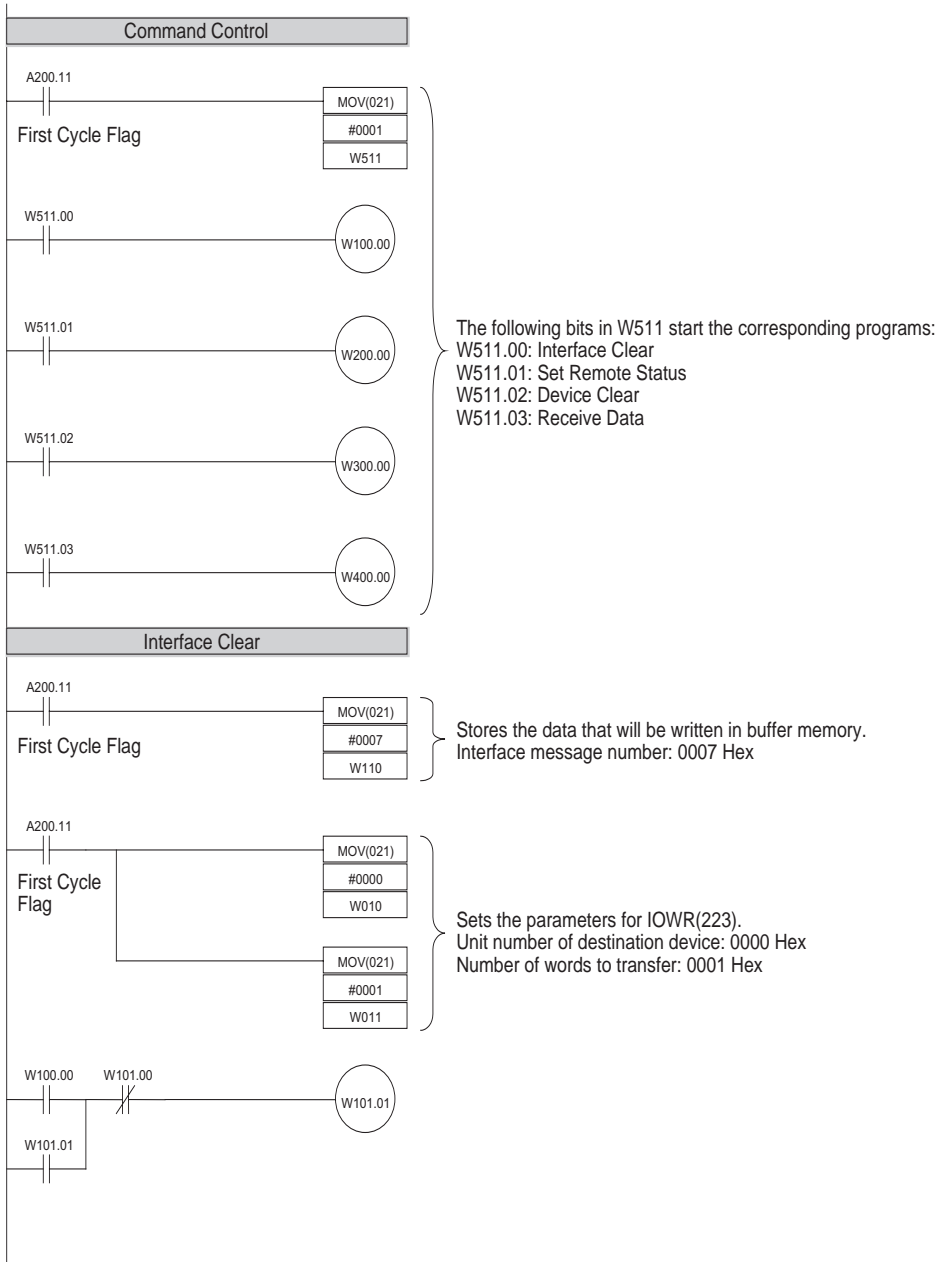 Command Control
A200.11
First Cycle Flag
MOV(021)
#0001
W511
W511.00
W100.00
W511.01
W200.00
W511.02
W300.00
W511.03
W400.00
The following bits in W511 start the corresponding programs:
W511.00: Interface Clear
W511.01: Set Remote Status
W511.02: Device Clear
W511.03: Receive Data
Interface Clear
A200.11
First Cycle Flag
MOV(021)
#0007
W110
Stores the data that will be written in buffer memory.
Interface message number: 0007 Hex
A200.11
First Cycle
Flag
MOV(021)
#0000
W010
MOV(021)
#0001
W011
Sets the parameters for IOWR(223).
Unit number of destination device: 0000 Hex
Number of words to transfer: 0001 Hex
W100.00
W101.00
W101.01
W101.01